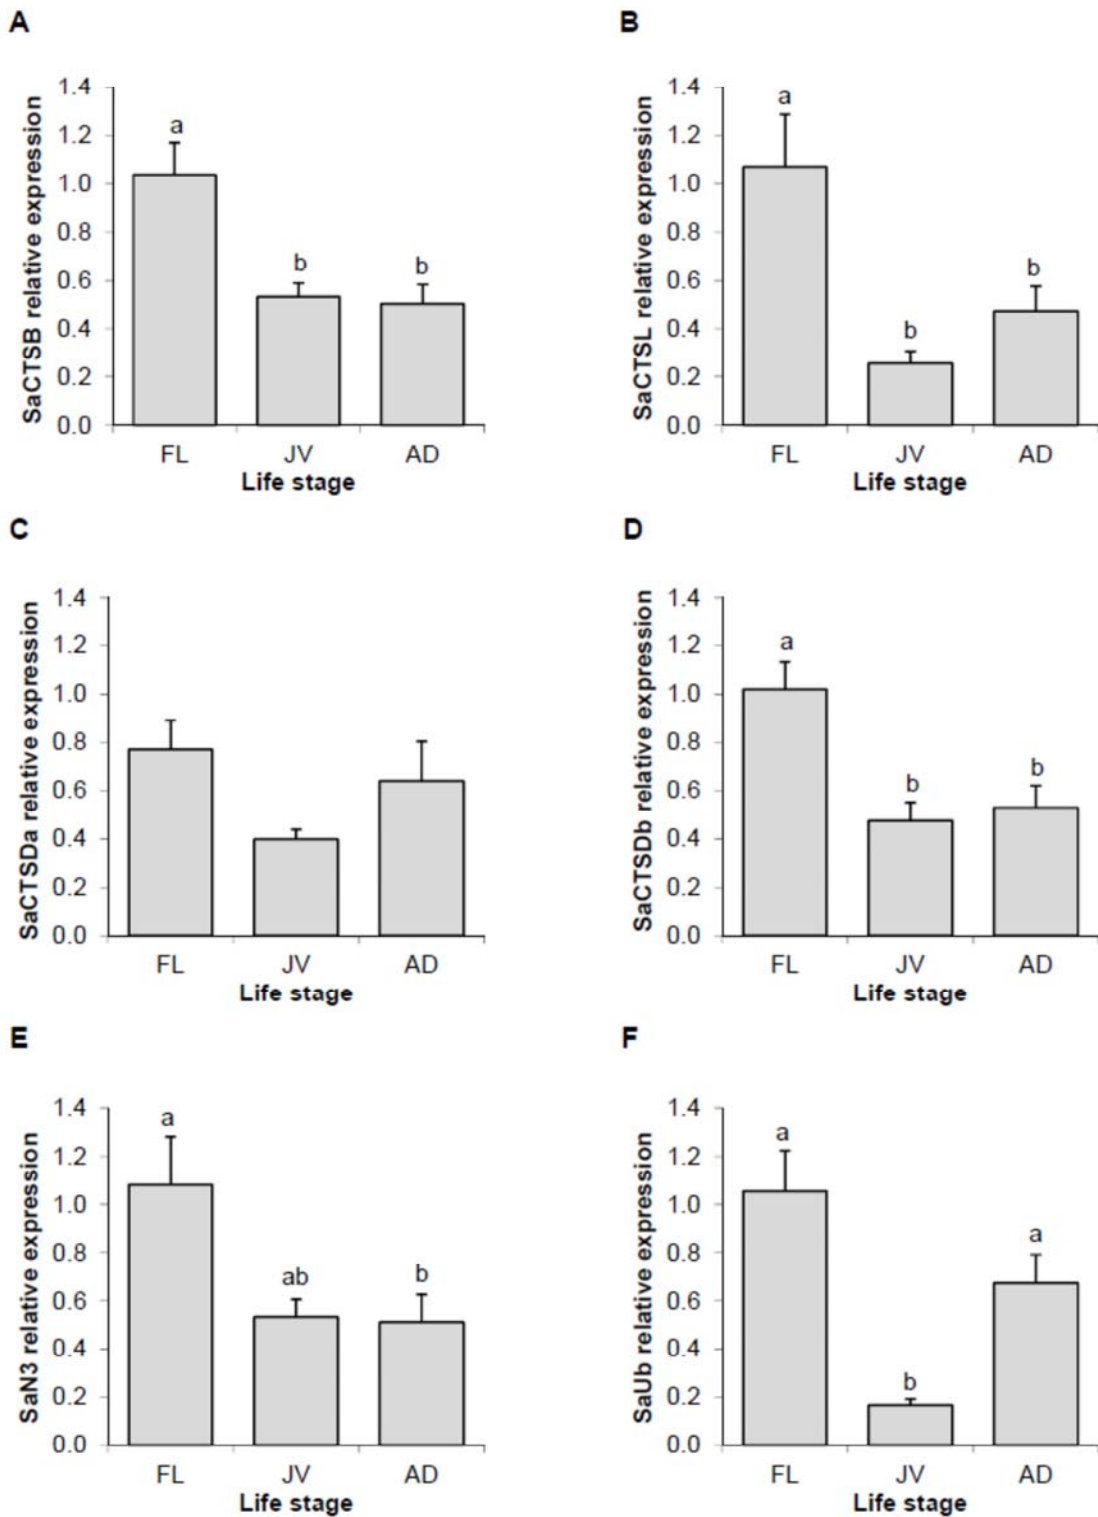 A
SaCTSB relative expression
1.4
1.2
1.0
0.8
0.6
0.4
0.2
0.0
a
b
b
FL JV AD
Life stage
B
SaCTSL relative expression
1.4
1.2
1.0
0.8
0.6
0.4
0.2
0.0
a
b
b
FL JV AD
Life stage
C
SaCTSDa relative expression
1.4
1.2
1.0
0.8
0.6
0.4
0.2
0.0
FL JV AD
Life stage
D
SaCTSDb relative expression
1.4
1.2
1.0
0.8
0.6
0.4
0.2
0.0
a
b
b
FL JV AD
Life stage
E
SaN3 relative expression
1.4
1.2
1.0
0.8
0.6
0.4
0.2
0.0
a
ab
b
FL JV AD
Life stage
F
SaUb relative expression
1.4
1.2
1.0
0.8
0.6
0.4
0.2
0.0
a
b
a
FL JV AD
Life stage